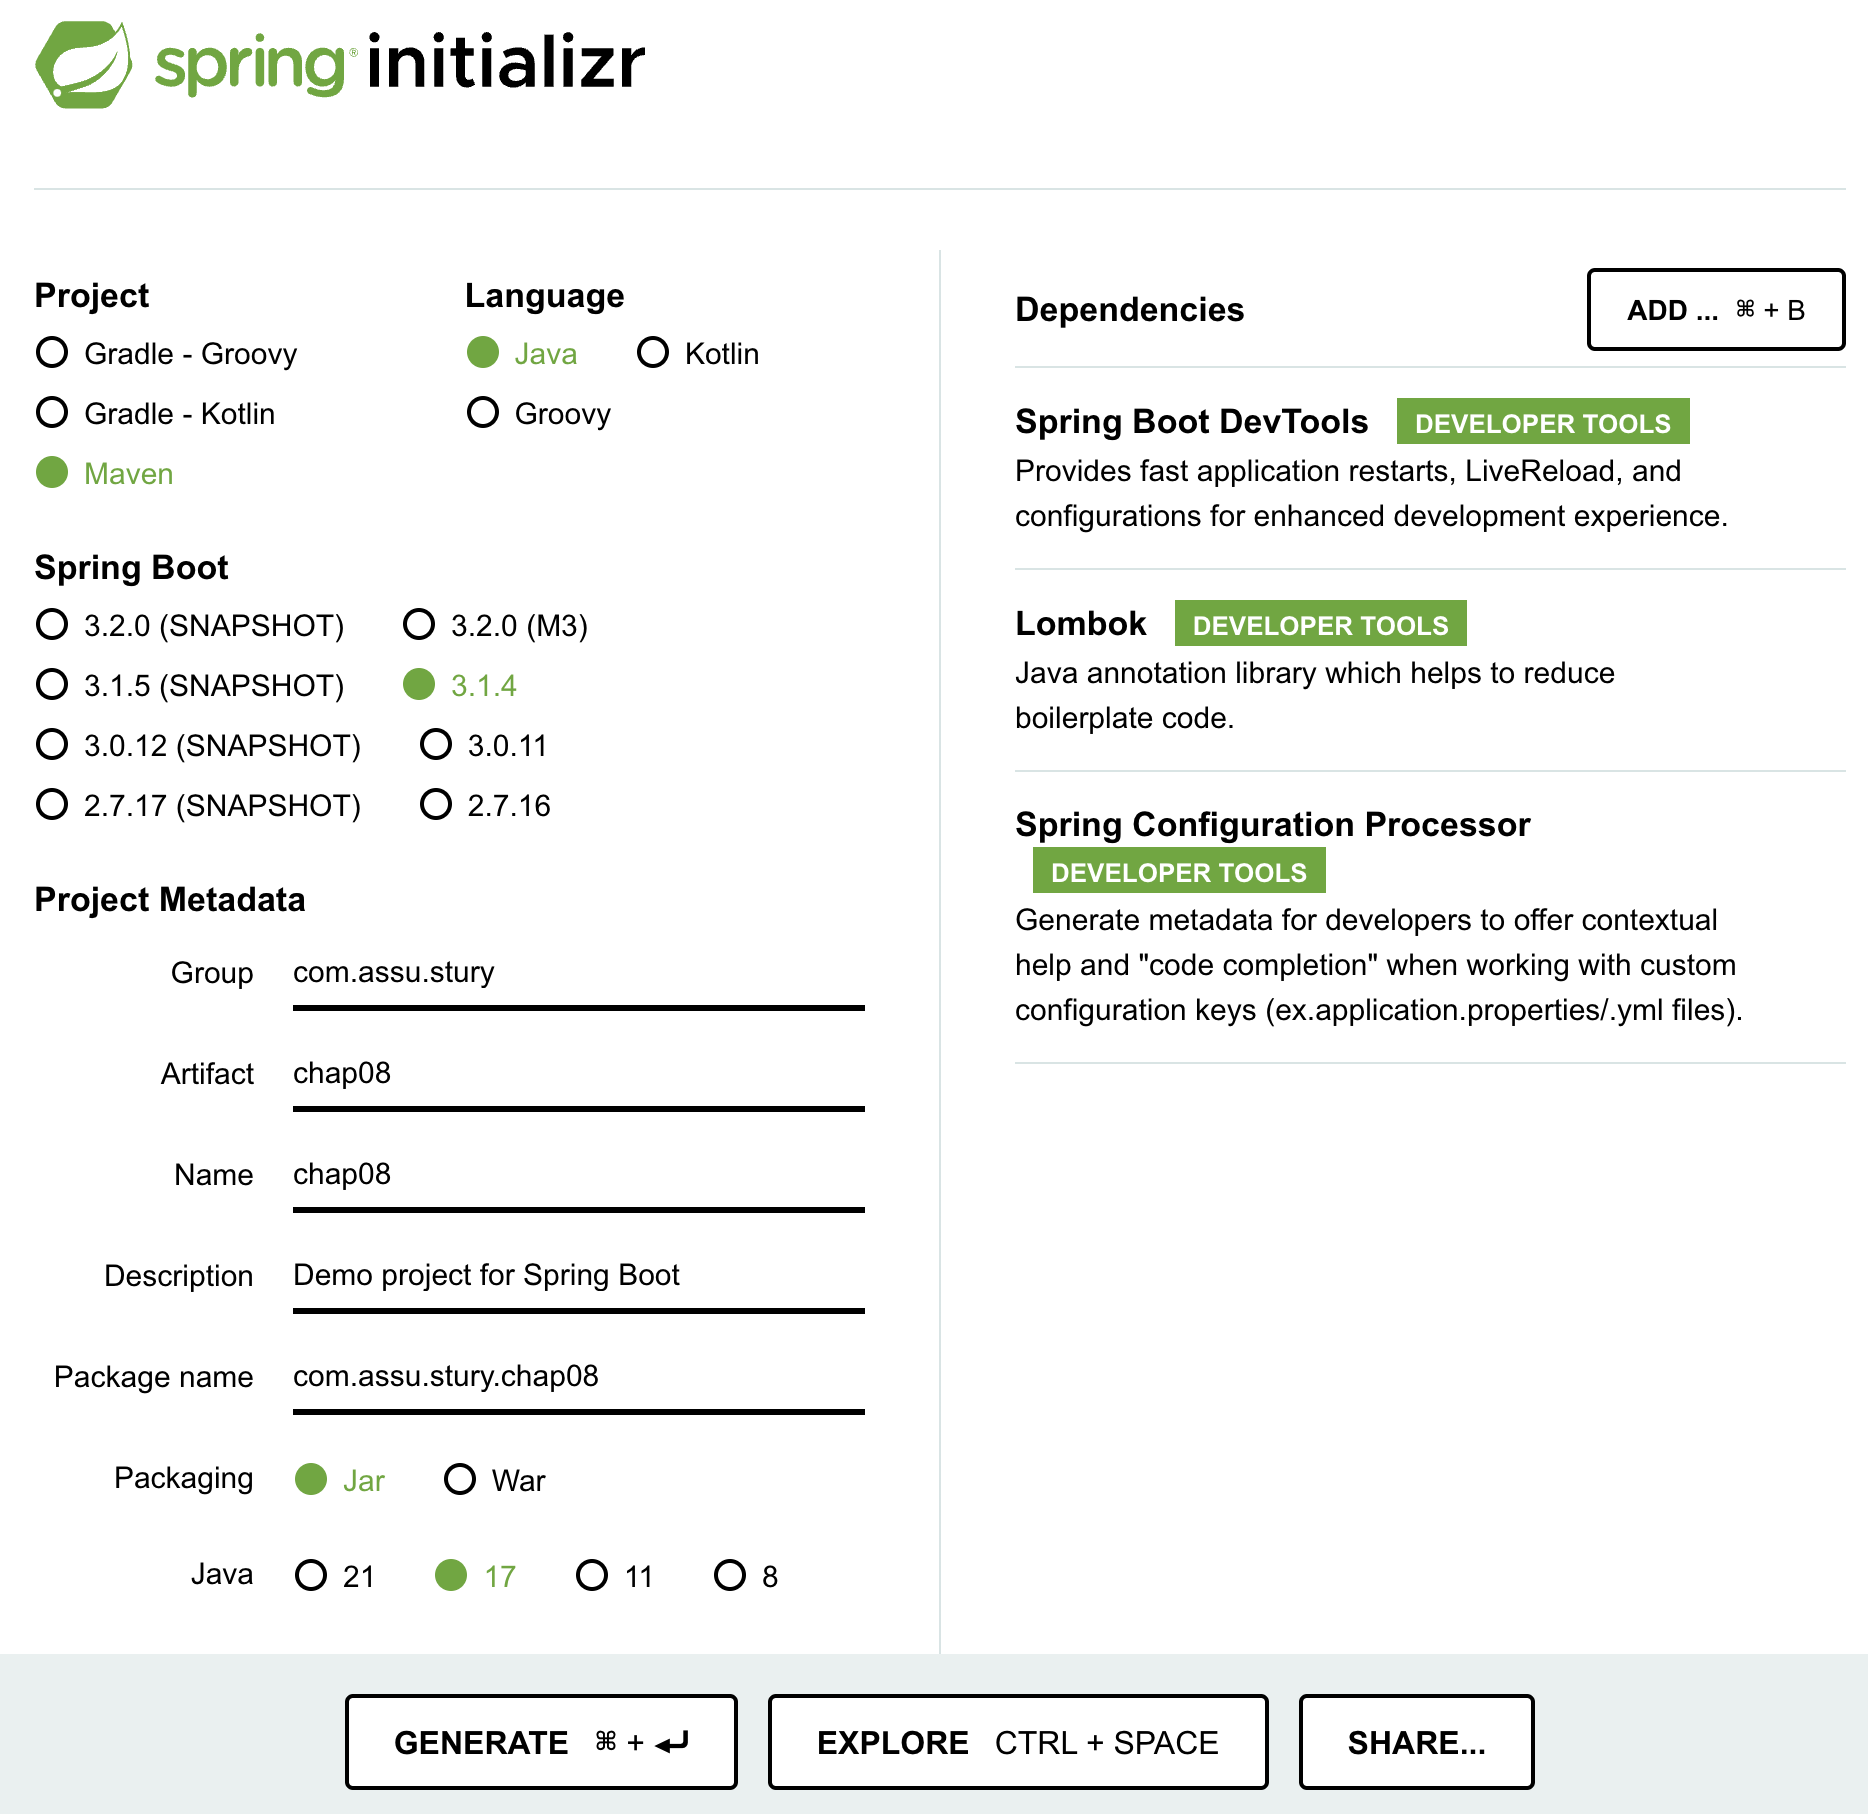 spring® initializr
Project
Gradle - Groovy
Gradle - Kotlin
Maven
Language
Java Kotlin
Groovy
Spring Boot
3.2.0 (SNAPSHOT) 3.2.0 (M3)
3.1.5 (SNAPSHOT) 3.1.4
3.0.12 (SNAPSHOT) 3.0.11
2.7.17 (SNAPSHOT) 2.7.16
Project Metadata
Group com.assu.stury
Artifact chap08
Name chap08
Description Demo project for Spring Boot
Package name com.assu.stury.chap08
Packaging Jar War
Java 21 17 11 8
Dependencies ADD ... ⌘ + B
Spring Boot DevTools DEVELOPER TOOLS
Provides fast application restarts, LiveReload, and
configurations for enhanced development experience.
Lombok DEVELOPER TOOLS
Java annotation library which helps to reduce
boilerplate code.
Spring Configuration Processor
DEVELOPER TOOLS
Generate metadata for developers to offer contextual
help and "code completion" when working with custom
configuration keys (ex.application.properties/.yml files).
GENERATE ⌘ + ↵ EXPLORE CTRL + SPACE SHARE...